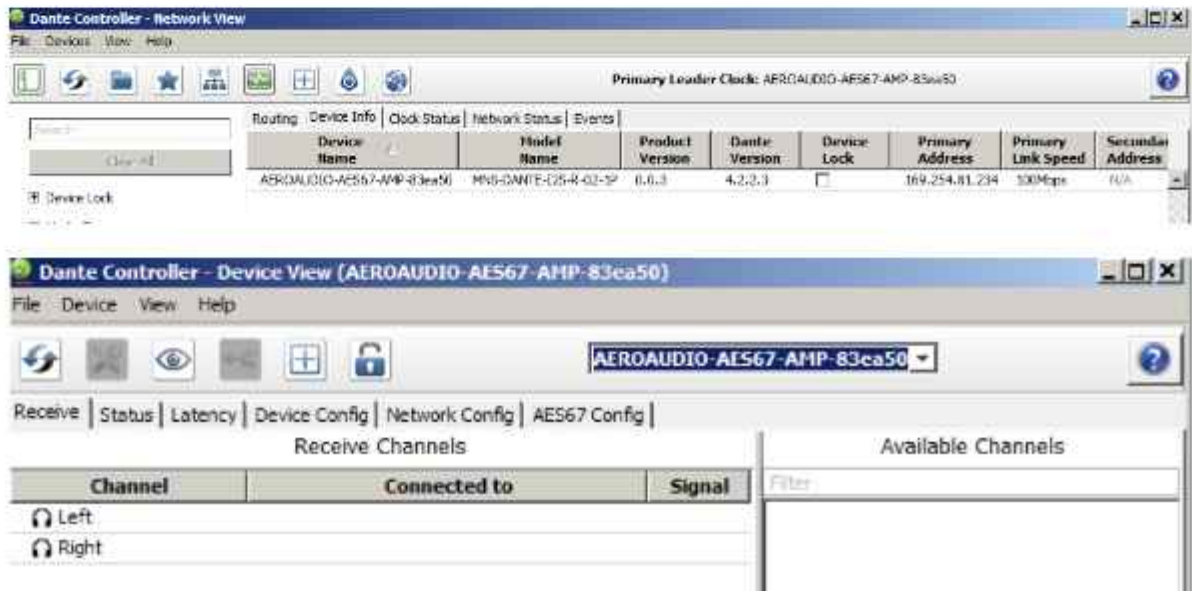 Dante Controller - Network View
File Devices View Help
Primary Leader Clock: AEROAUDIO-AES67-AMP-83ea50
Search
Routing Device Info Clock Status Network Status Events
Device Name Model Name Product Version Dante Version Device Lock Primary Address Primary Link Speed Secondar Address
Clear All
AEROAUDIO-AES67-AMP-83ea50 4.2.2.3 169.254.81.234 100Mbps N/A
Device Lock
Dante Controller - Device View (AEROAUDIO-AES67-AMP-83ea50)
File Device View Help
AEROAUDIO-AES67-AMP-83ea50
Receive Status Latency Device Config Network Config AES67 Config
Receive Channels Available Channels
Channel Connected to Signal Filter
Left
Right